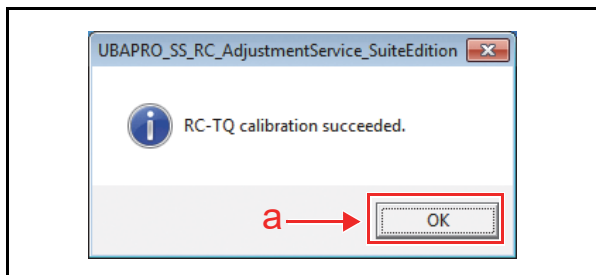 UBAPRO_SS_RC_AdjustmentService_SuiteEdition
RC-TQ calibration succeeded.
a
OK